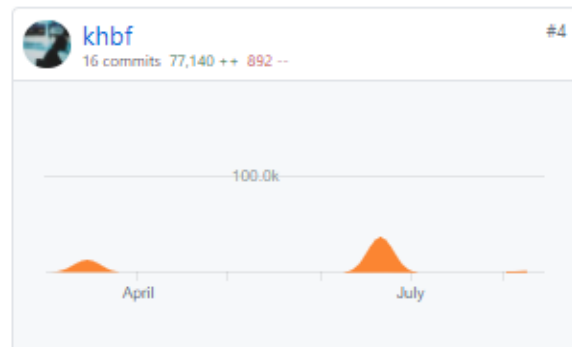 khbf #4
16 commits 77,140 ++ 892 --
100.0k
April July